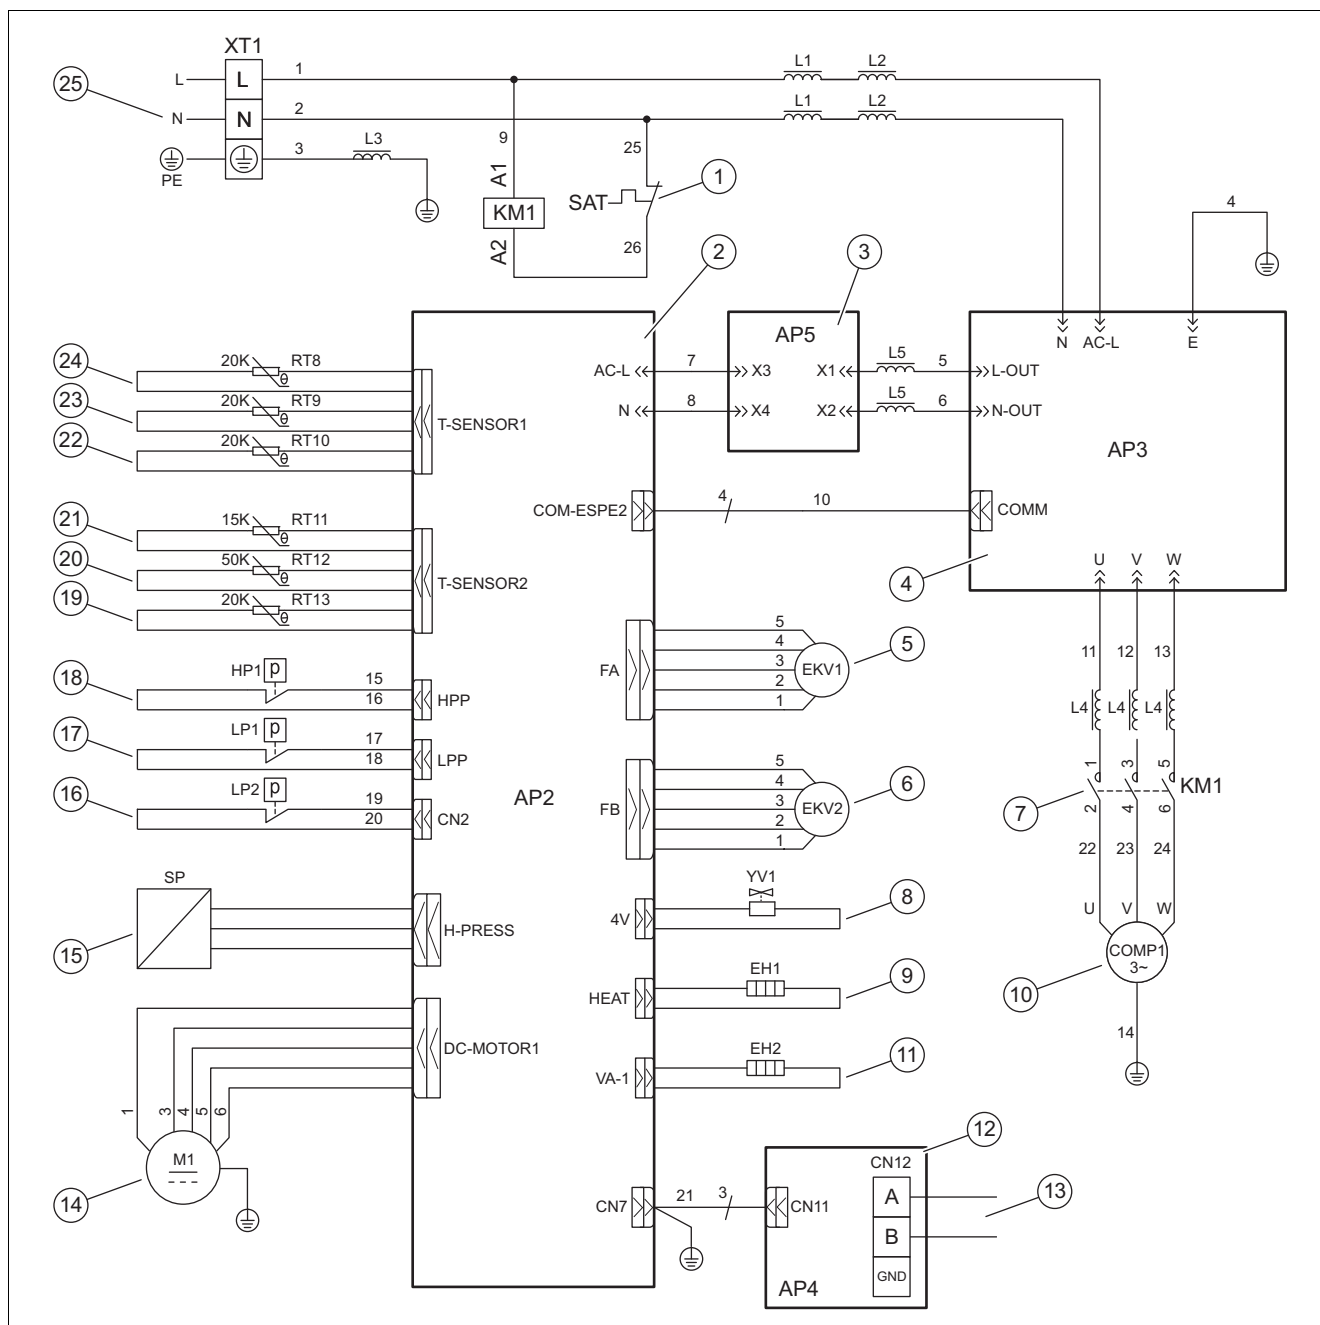 XT1
L L 1 L1 L2
25
N N 2 L1 L2
PE 3 L3
9 25 1
A1 SAT
KM1
A2 26
4
2 3
AP5
N AC-L E
24 20K RT8
AC-L 7 X3 X1 L5 5 L-OUT
23 20K RT9
N 8 X4 X2 L5 6 N-OUT
T-SENSOR1
22 20K RT10
AP3
COM-ESPE2 4 10 COMM
21 15K RT11
20 50K RT12
T-SENSOR2
19 20K RT13
4
U V W
FA 5 4 3 2 1 EKV1 5
11 12 13
18 HP1 p 15 16 HPP
L4 L4 L4
17 LP1 p 17 18 LPP
16 LP2 p 19 20 CN2
AP2
FB 5 4 3 2 1 EKV2 6
1 3 5 KM1
7
2 4 6
22 23 24
SP
15
H-PRESS
4V YV1 8
U V W
COMP1
3~
10
14
HEAT EH1 9
DC-MOTOR1
VA-1 EH2 11
1 3 4 5 6
M1
14
12
CN12
CN7 21 3 CN11
A
B
GND
13
AP4